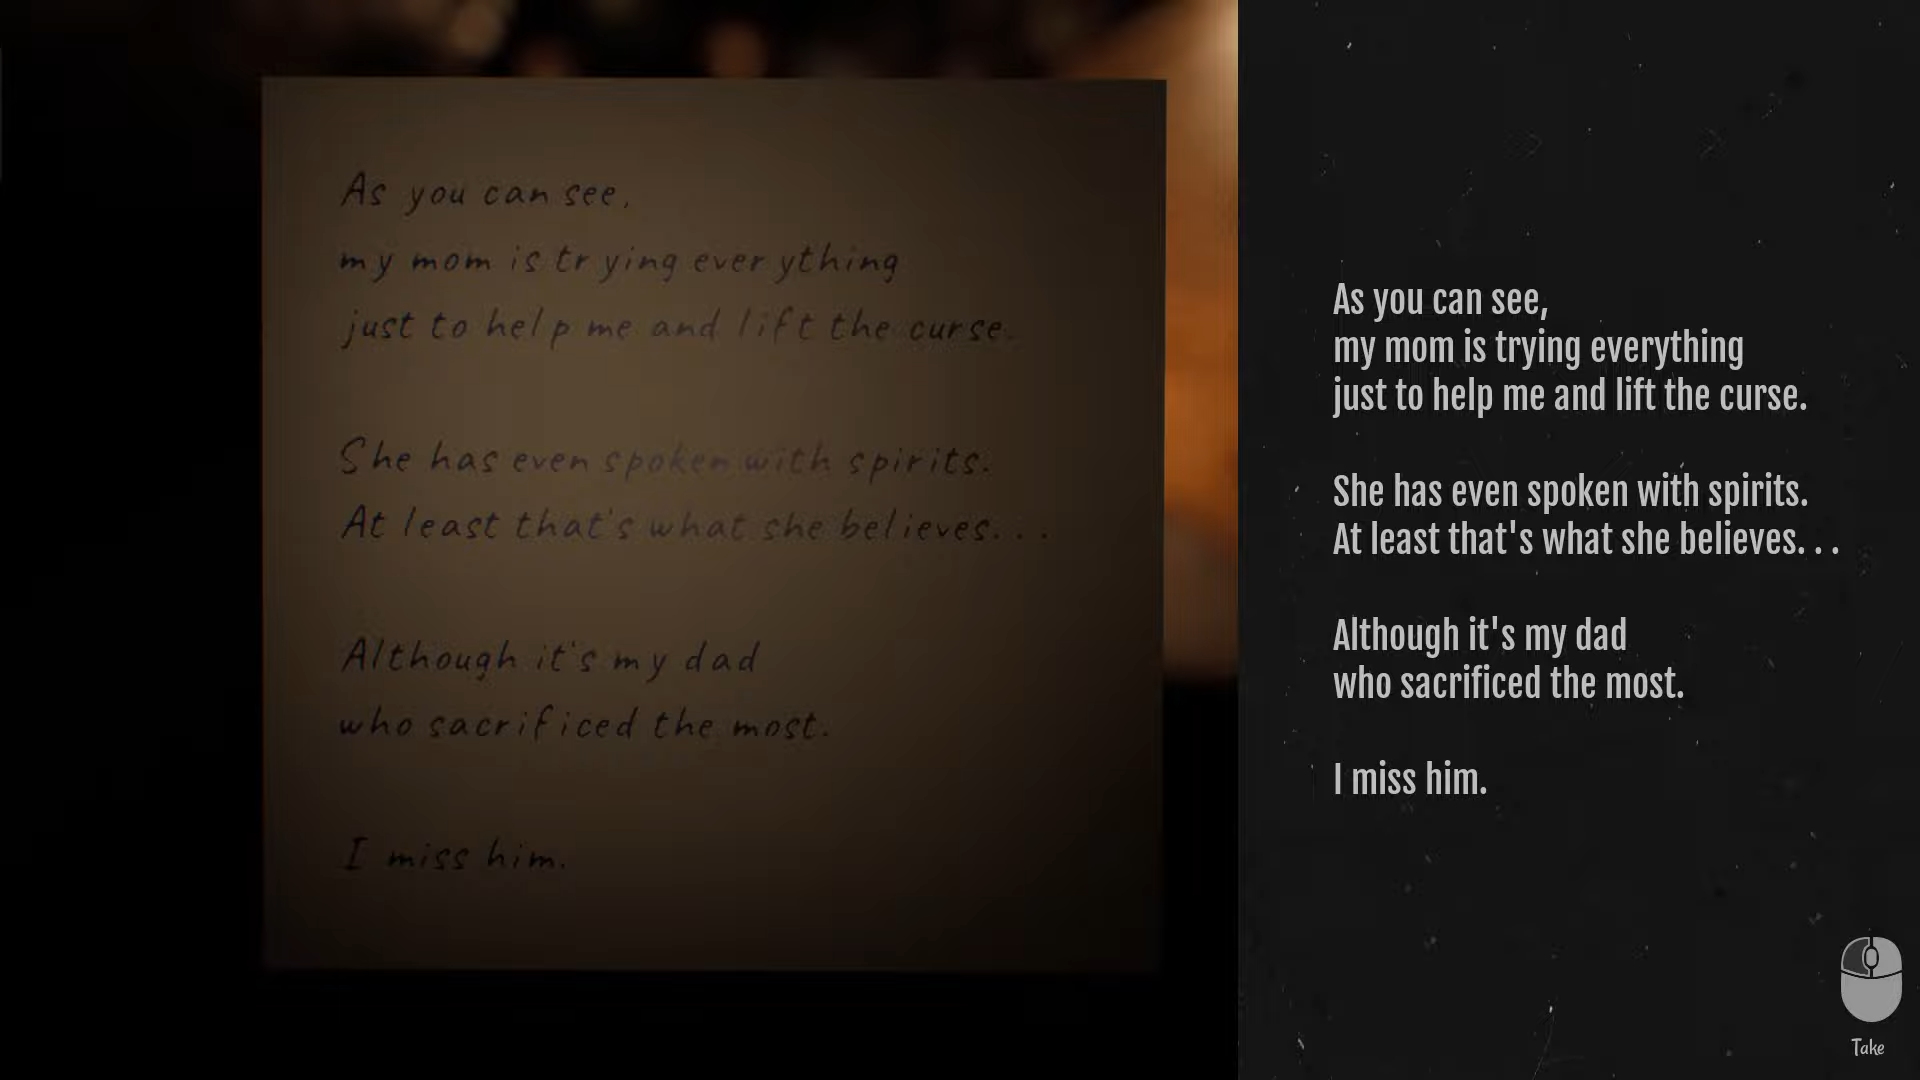 As you can see,
my mom is trying everything
just to help me and lift the curse.
She has even spoken with spirits.
At least that's what she believes. . .
Although it's my dad
who sacrificed the most.
I miss him.
As you can see,
my mom is trying everything
just to help me and lift the curse.
She has even spoken with spirits.
At least that's what she believes. . .
Although it's my dad
who sacrificed the most.
I miss him.
Take